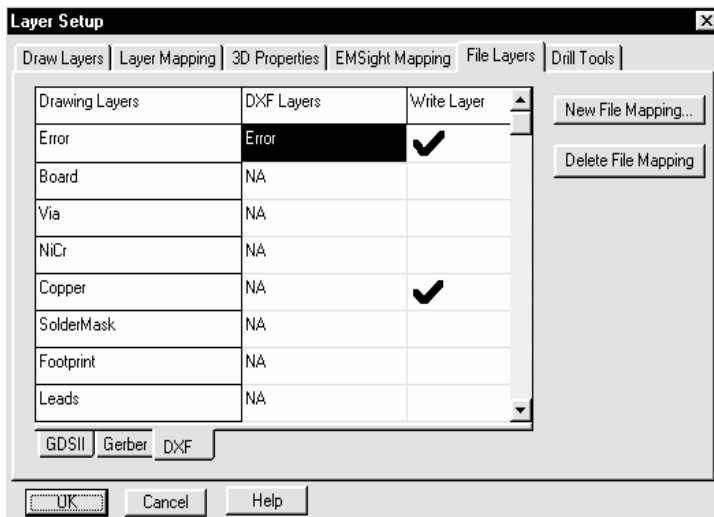 Layer Setup
Draw Layers Layer Mapping 3D Properties EMSight Mapping File Layers Drill Tools
Drawing Layers DXF Layers Write Layer
New File Mapping...
Error Error
Delete File Mapping
Board NA
Via NA
NiCr NA
Copper NA
SolderMask NA
Footprint NA
Leads NA
GDSII Gerber DXF
OK Cancel Help